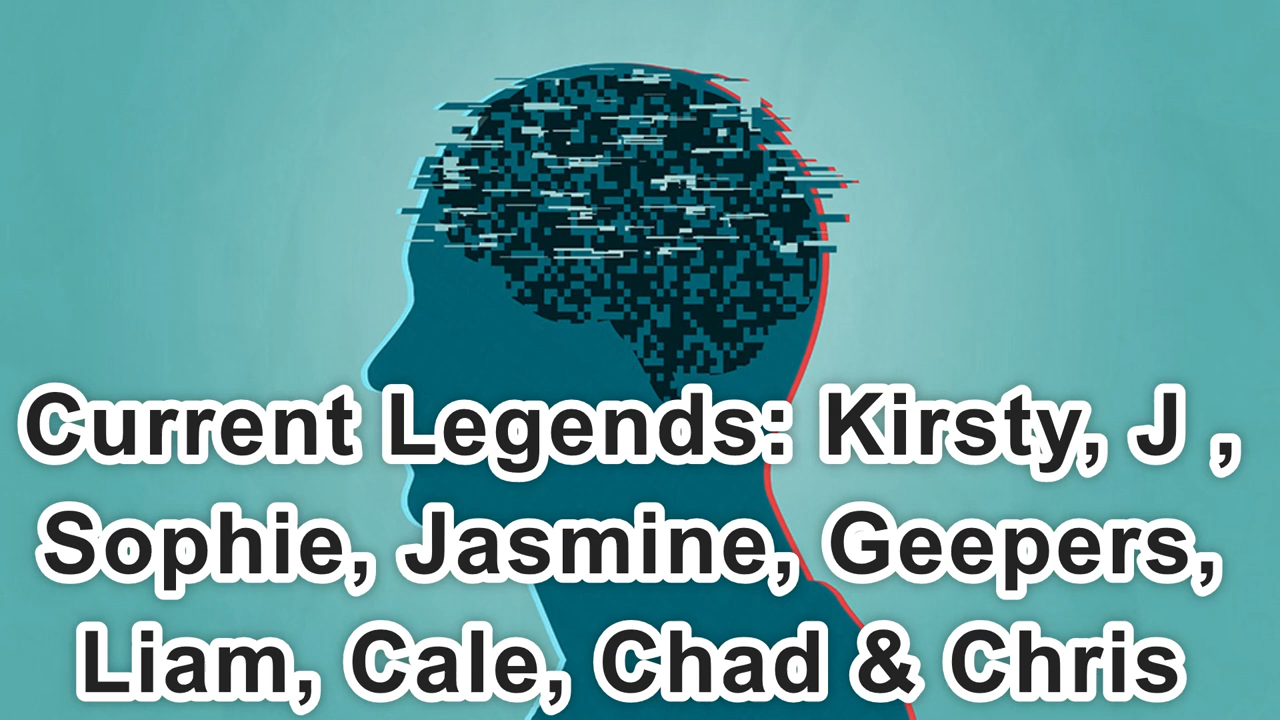 Current Legends: Kirsty, J ,
Sophie, Jasmine, Geepers,
Liam, Cale, Chad & Chris